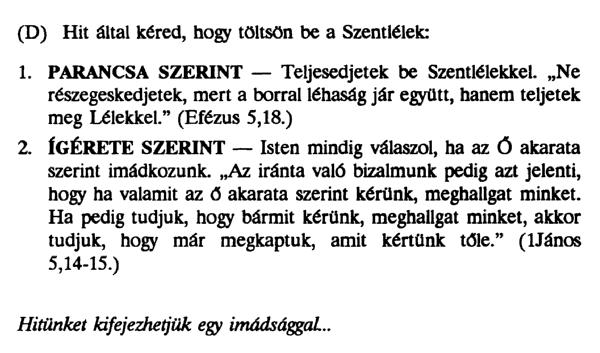 (D) Hit által kéred, hogy töltsön be a Szentlélek:
1. PARANCSA SZERINT — Teljesedjetek be Szentlélekkel. „Ne
részegeskedjetek, mert a borral léhaság jár együtt, hanem teljetek
meg Lélekkel.” (Efézus 5,18.)
2. ÍGÉRETE SZERINT — Isten mindig válaszol, ha az Ő akarata
szerint imádkozunk. „Az iránta való bizalmunk pedig azt jelenti,
hogy ha valamit az ő akarata szerint kérünk, meghallgat minket.
Ha pedig tudjuk, hogy bármit kérünk, meghallgat minket, akkor
tudjuk, hogy már megkaptuk, amit kértünk tőle.” (1János
5,14-15.)
Hitünket kifejezhetjük egy imádsággal...